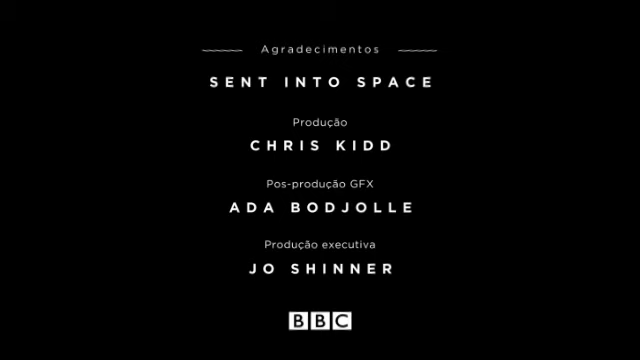 Agradecimentos
SENT INTO SPACE
Produção
CHRIS KIDD
Pos-produção GFX
ADA BODJOLLE
Produção executiva
JO SHINNER
BBC